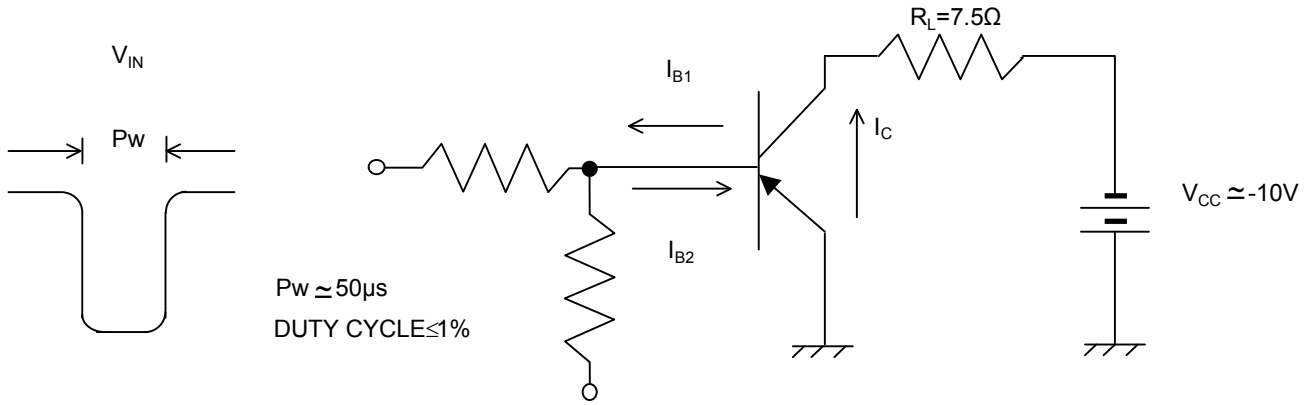 R_L=7.5Ω
V_IN
I_B1
Pw
I_C
V_CC ≃ -10V
I_B2
Pw ≃ 50µs
DUTY CYCLE≤1%